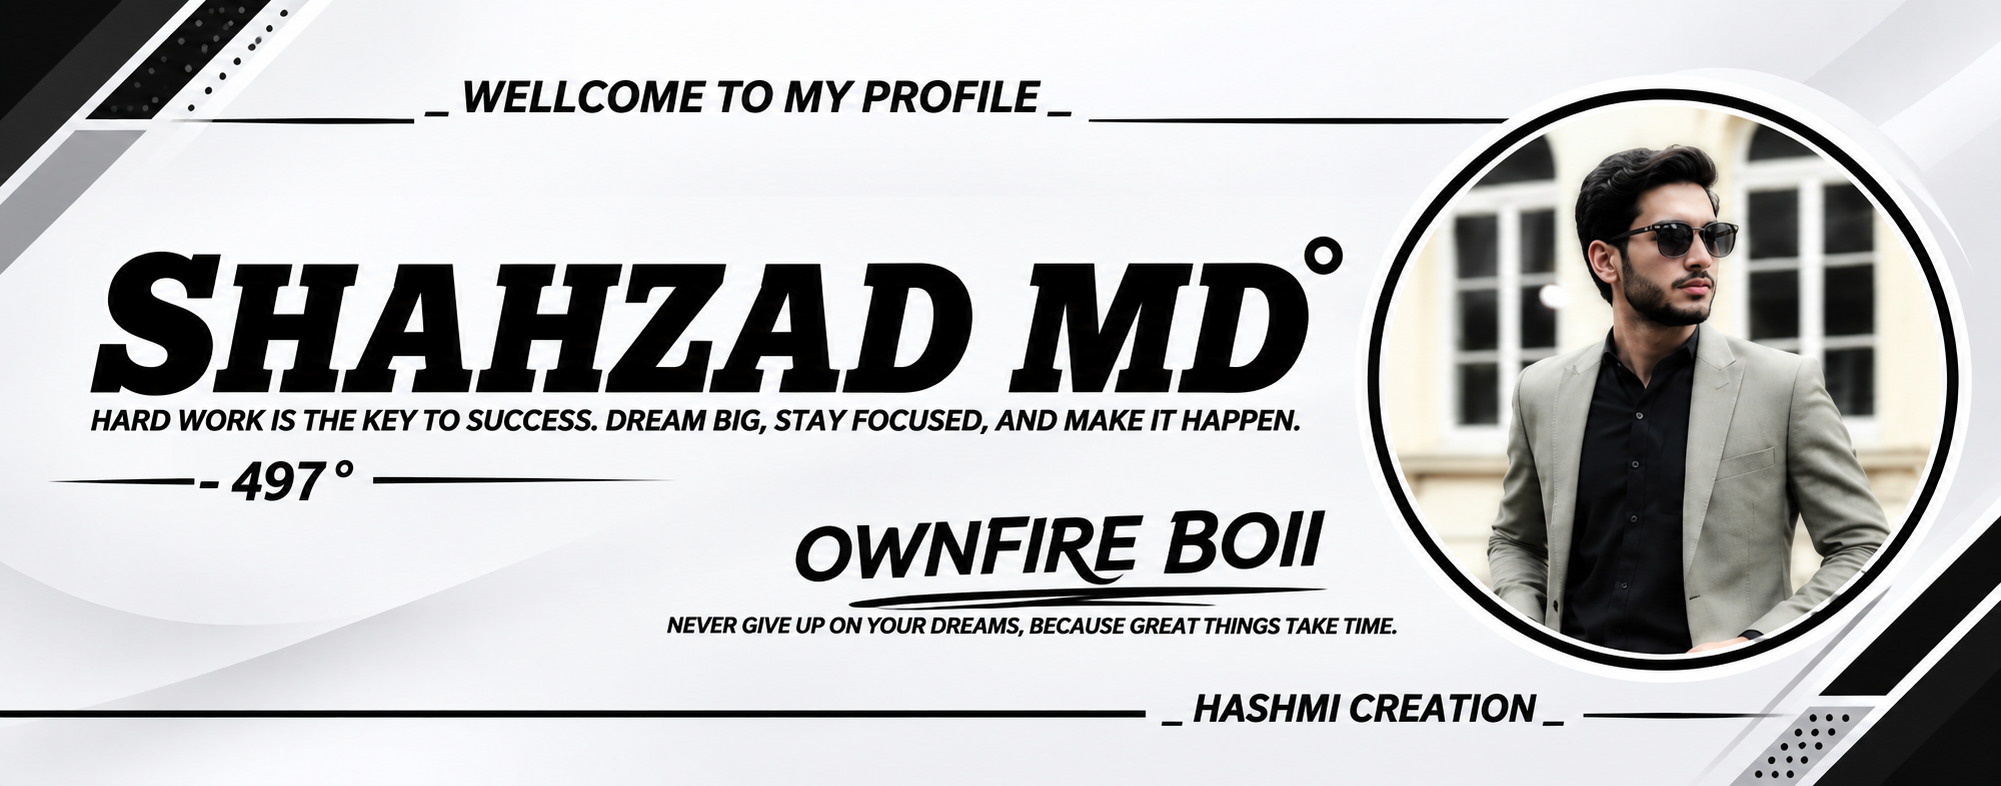 _ WELLCOME TO MY PROFILE _
SHAHZAD MD°
HARD WORK IS THE KEY TO SUCCESS. DREAM BIG, STAY FOCUSED, AND MAKE IT HAPPEN.
- 497°
OWNFIRE BOII
NEVER GIVE UP ON YOUR DREAMS, BECAUSE GREAT THINGS TAKE TIME.
_ HASHMI CREATION _